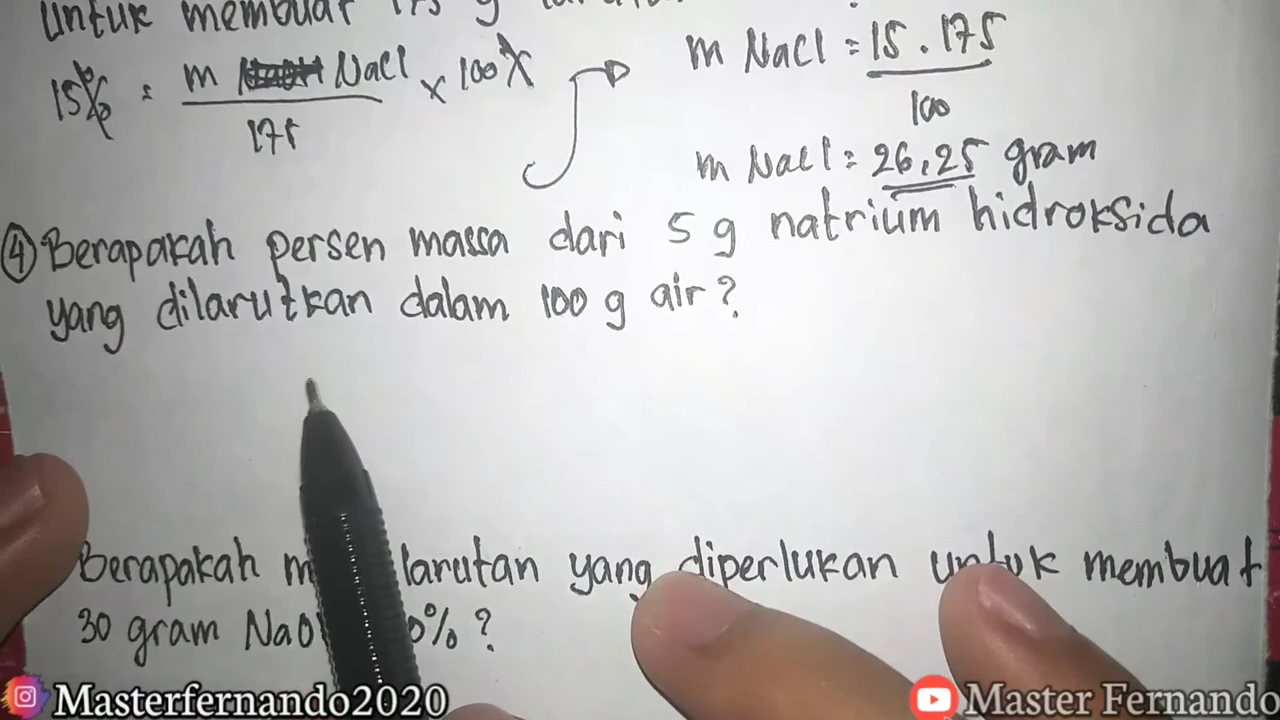 untuk membuat 175 g
15% = m NaCl x 100%
175
m NaCl = 15 . 175
100
m NaCl = 26,25 gram
④ Berapakah persen massa dari 5 g natrium hidroksida
yang dilarutkan dalam 100 g air?
Berapakah larutan yang diperlukan untuk membuat
30 gram ?
Masterfernando2020
Master Fernando